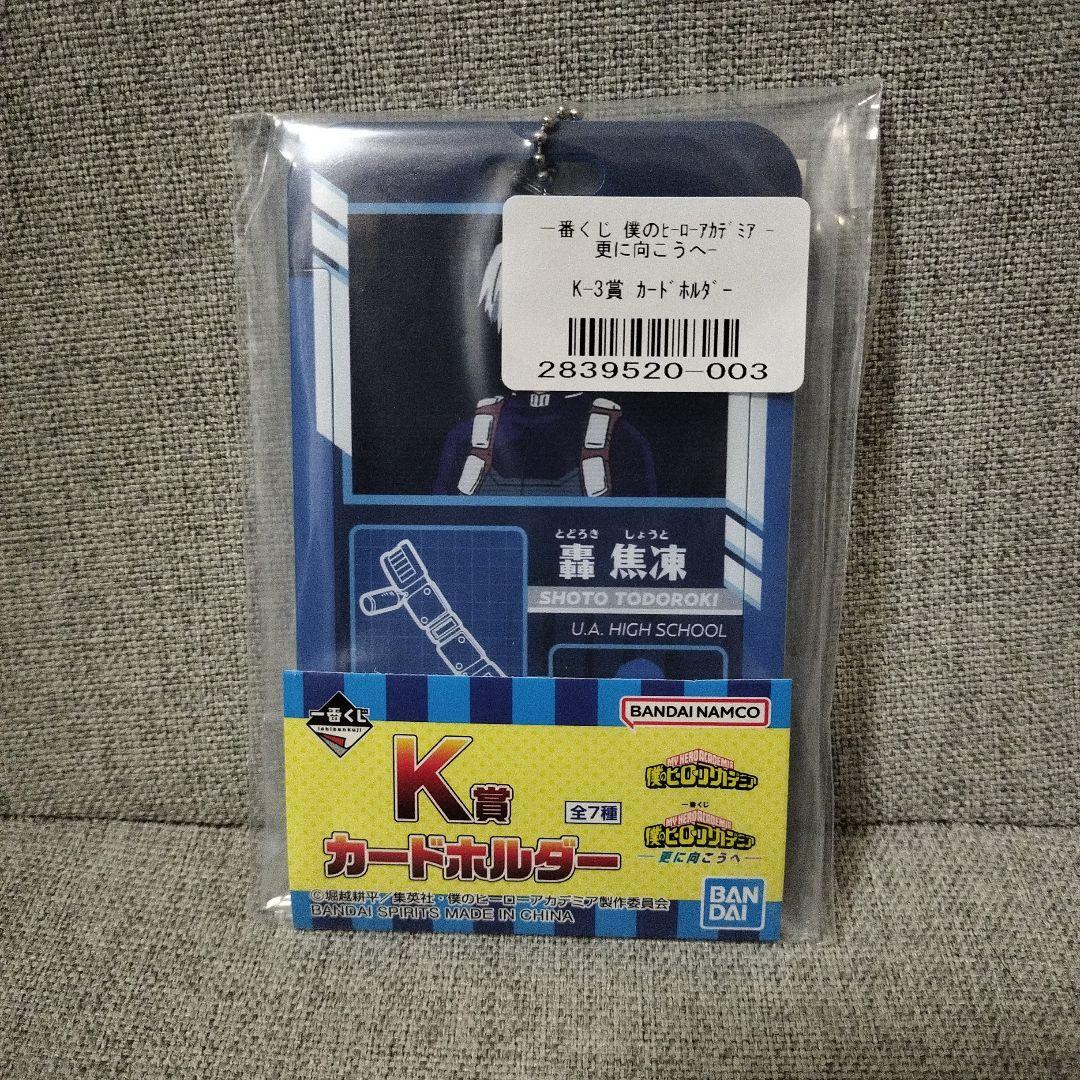 一番くじ 僕のﾋｰﾛｰｱｶﾃﾞﾐｱ -
更に向こうへ-
K-3賞 ｶｰﾄﾞﾎﾙﾀﾞｰ
2839520-003
とどろき しょうと
轟 焦凍
SHOTO TODOROKI
U.A. HIGH SCHOOL
一番くじ
ichibankuji
BANDAI NAMCO
K賞
全7種
カードホルダー
MY HERO ACADEMIA
僕のヒーローアカデミア
一番くじ
MY HERO ACADEMIA
僕のヒーローアカデミア
—更に向こうへ—
©堀越耕平／集英社・僕のヒーローアカデミア製作委員会
BANDAI SPIRITS MADE IN CHINA
BAN
DAI